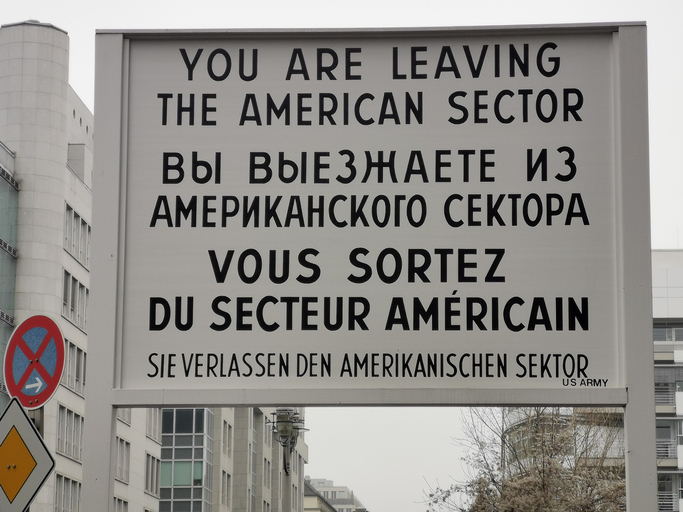 YOU ARE LEAVING
THE AMERICAN SECTOR
ВЫ ВЫЕЗЖАЕТЕ ИЗ
АМЕРИКАНСКОГО СЕКТОРА
VOUS SORTEZ
DU SECTEUR AMÉRICAIN
SIE VERLASSEN DEN AMERIKANISCHEN SEKTOR
US ARMY